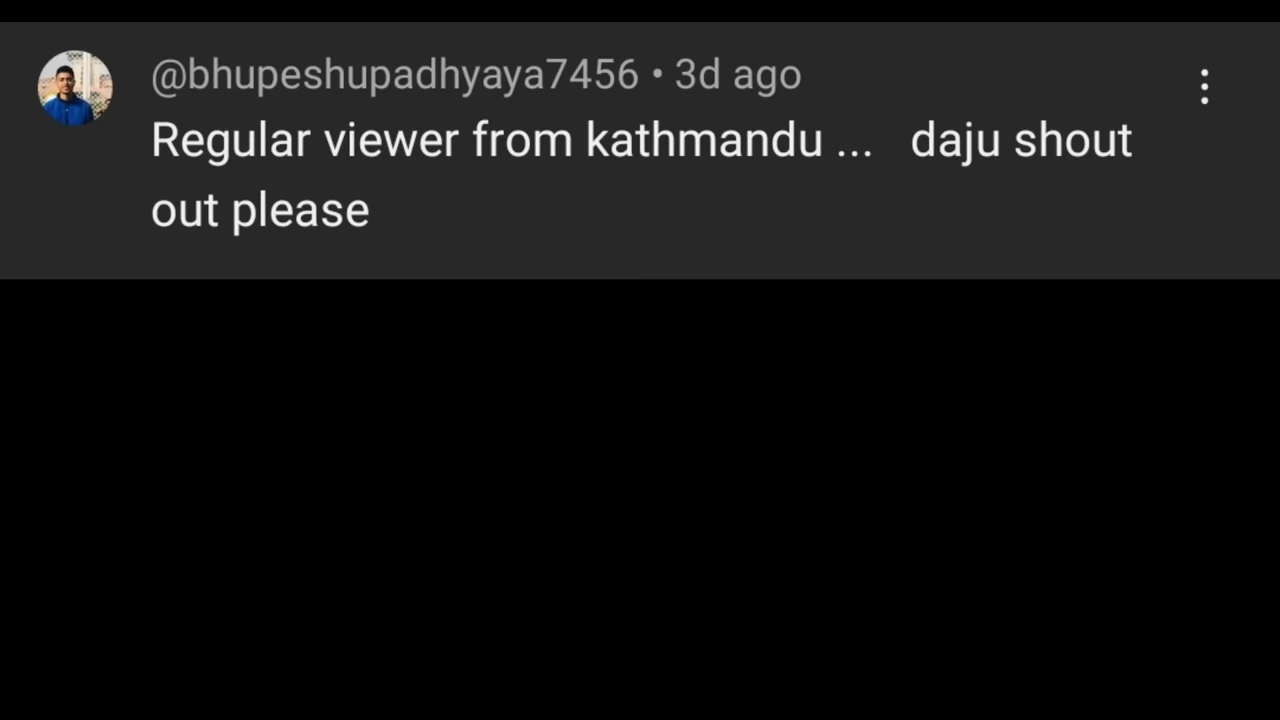 @bhupeshupadhyaya7456 • 3d ago
Regular viewer from kathmandu ... daju shout
out please